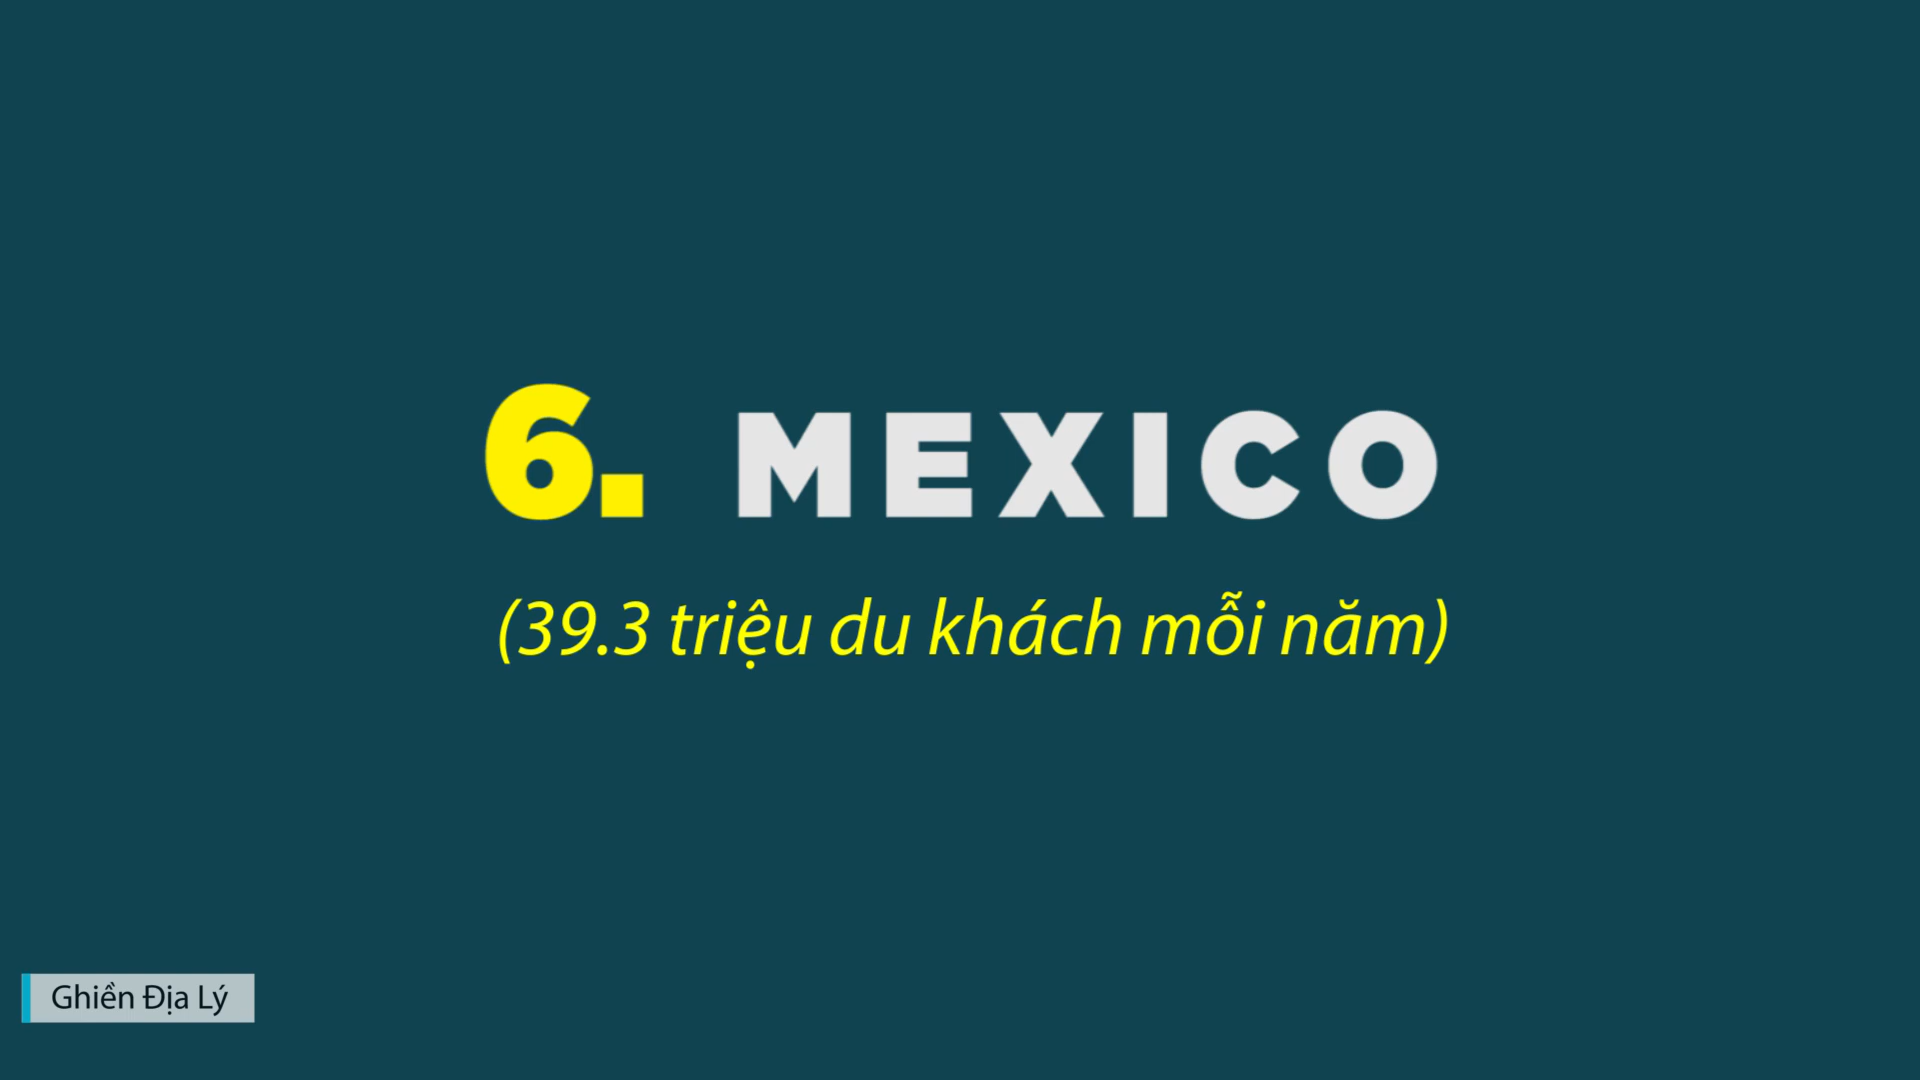 6. MEXICO
(39.3 triệu du khách mỗi năm)
Ghiền Địa Lý